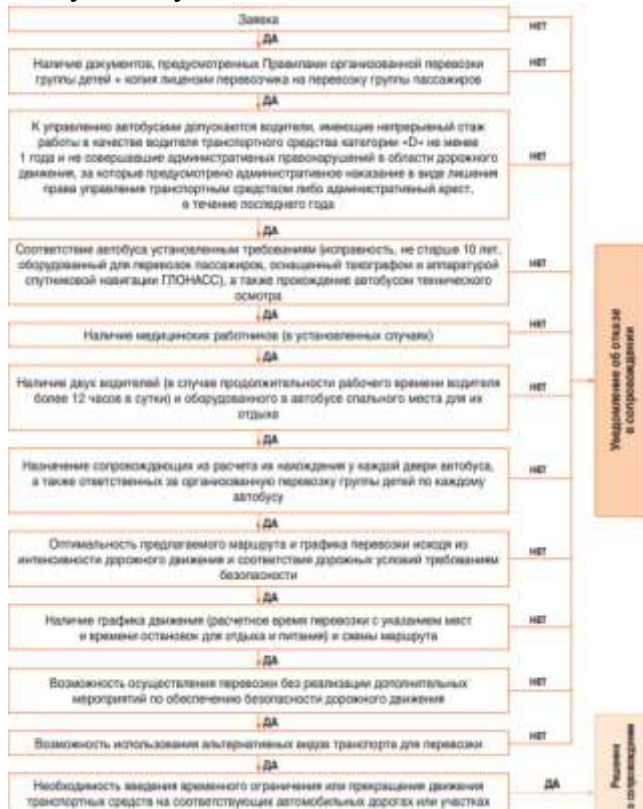 Заявка
НЕТ
ДА
Наличие документов, предусмотренных Правилами организованной перевозки
группы детей + копия лицензии перевозчика на перевозку группы пассажиров
НЕТ
ДА
К управлению автобусами допускаются водители, имеющие непрерывный стаж
работы в качестве водителя транспортного средства категории «D» не менее
1 года и не совершавшие административных правонарушений в области дорожного
движения, за которые предусмотрено административное наказание в виде лишения
права управления транспортным средством либо административный арест,
в течение последнего года
НЕТ
ДА
Соответствие автобуса установленным требованиям (исправность, не старше 10 лет,
оборудованный для перевозок пассажиров, оснащенный тахографом и аппаратурой
спутниковой навигации ГЛОНАСС), а также прохождение автобусом технического
осмотра
НЕТ
ДА
Наличие медицинских работников (в установленных случаях)
НЕТ
ДА
Наличие двух водителей (в случае продолжительности рабочего времени водителя
более 12 часов в сутки) и оборудованного в автобусе спального места для их
отдыха
НЕТ
ДА
Назначение сопровождающих из расчета их нахождения у каждой двери автобуса,
а также ответственных за организованную перевозку группы детей по каждому
автобусу
НЕТ
ДА
Оптимальность предлагаемого маршрута и графика перевозки исходя из
интенсивности дорожного движения и соответствие дорожных условий требованиям
безопасности
НЕТ
ДА
Наличие графика движения (расчетное время перевозки с указанием мест
и времени остановок для отдыха и питания) и схемы маршрута
НЕТ
ДА
Возможность осуществления перевозки без реализации дополнительных
мероприятий по обеспечению безопасности дорожного движения
НЕТ
ДА
Возможность использования альтернативных видов транспорта для перевозки
НЕТ
ДА
Необходимость введения временного ограничения или прекращения движения
транспортных средств на соответствующих автомобильных дорогах или участках
ДА
Уведомление об отказе
в сопровождении
Решение